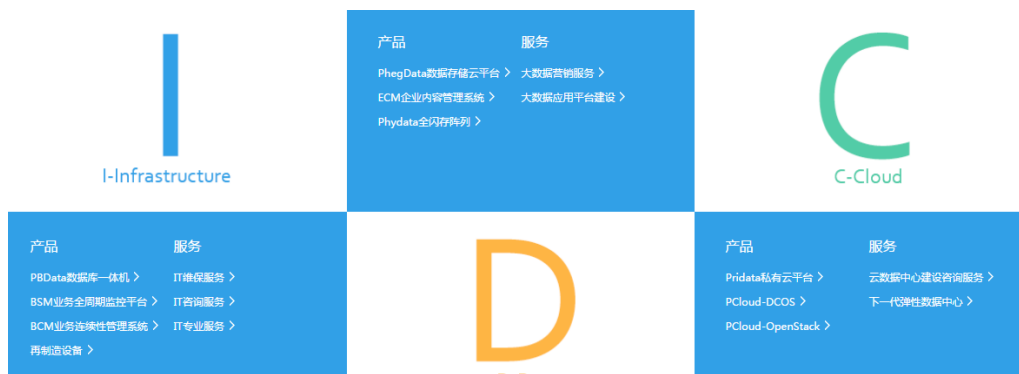 I
I-Infrastructure
产品 服务
PhegData数据存储云平台 > 大数据营销服务 >
ECM企业内容管理系统 > 大数据应用平台建设 >
Phydata全闪存阵列 >
C
C-Cloud
产品 服务
PBData数据库一体机 > IT维保服务 >
BSM业务全周期监控平台 > IT咨询服务 >
BCM业务连续性管理系统 > IT专业服务 >
再制造设备 >
D
产品 服务
Pridata私有云平台 > 云数据中心建设咨询服务 >
PCloud-DCOS > 下一代弹性数据中心 >
PCloud-OpenStack >